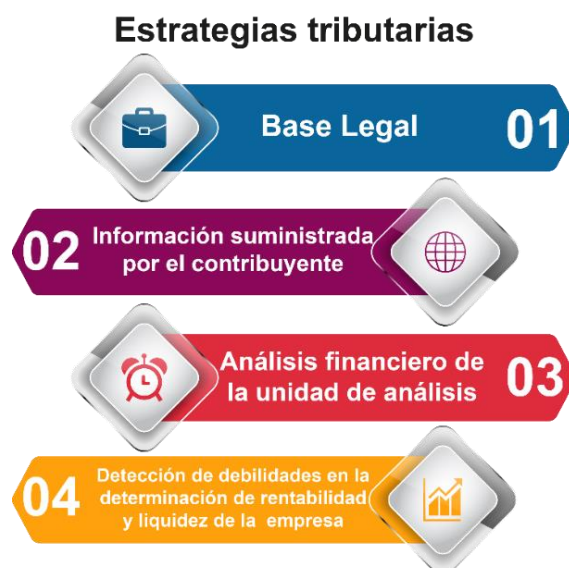 Estrategias tributarias
Base Legal 01
02 Información suministrada
por el contribuyente
Análisis financiero de
la unidad de análisis 03
04 Detección de debilidades en la
determinación de rentabilidad
y liquidez de la empresa